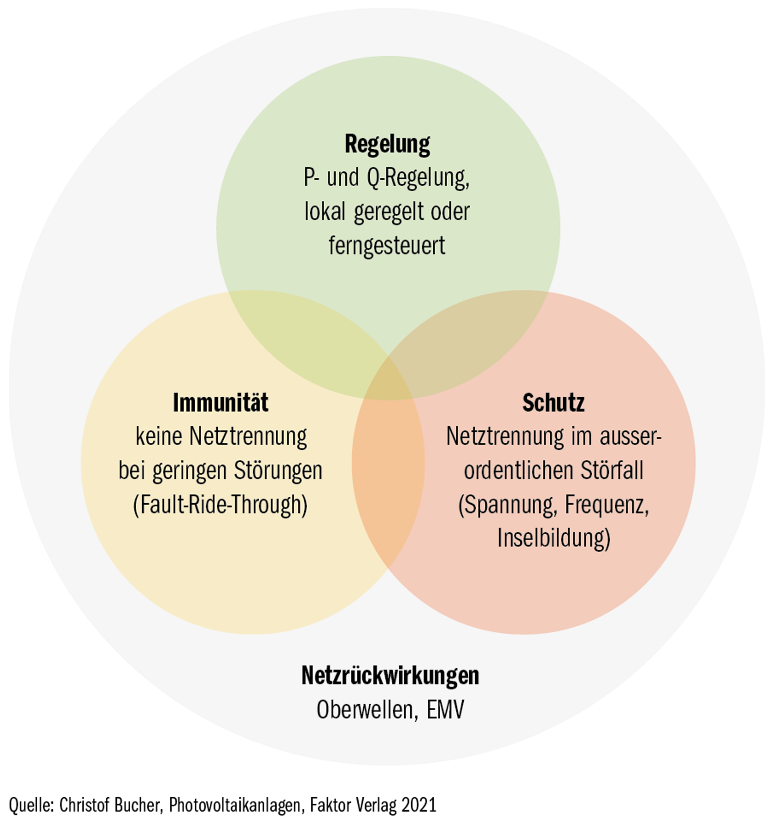 Regelung
P- und Q-Regelung,
lokal geregelt oder
ferngesteuert
Immunität
keine Netztrennung
bei geringen Störungen
(Fault-Ride-Through)
Schutz
Netztrennung im ausser-
ordentlichen Störfall
(Spannung, Frequenz,
Inselbildung)
Netzrückwirkungen
Oberwellen, EMV
Quelle: Christof Bucher, Photovoltaikanlagen, Faktor Verlag 2021